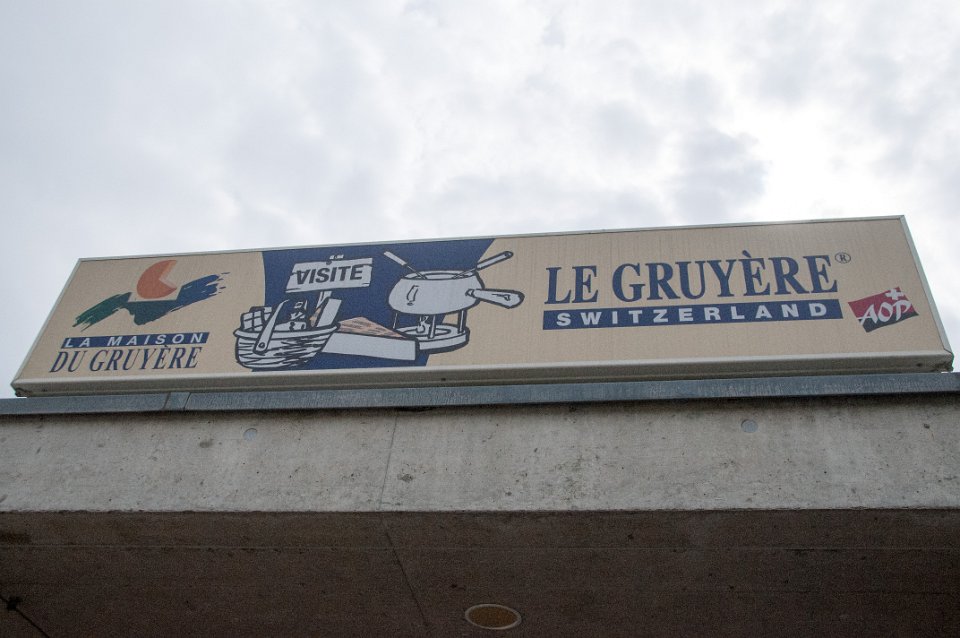 LA MAISON
DU GRUYÈRE
VISITE
LE GRUYÈRE®
SWITZERLAND
AOP